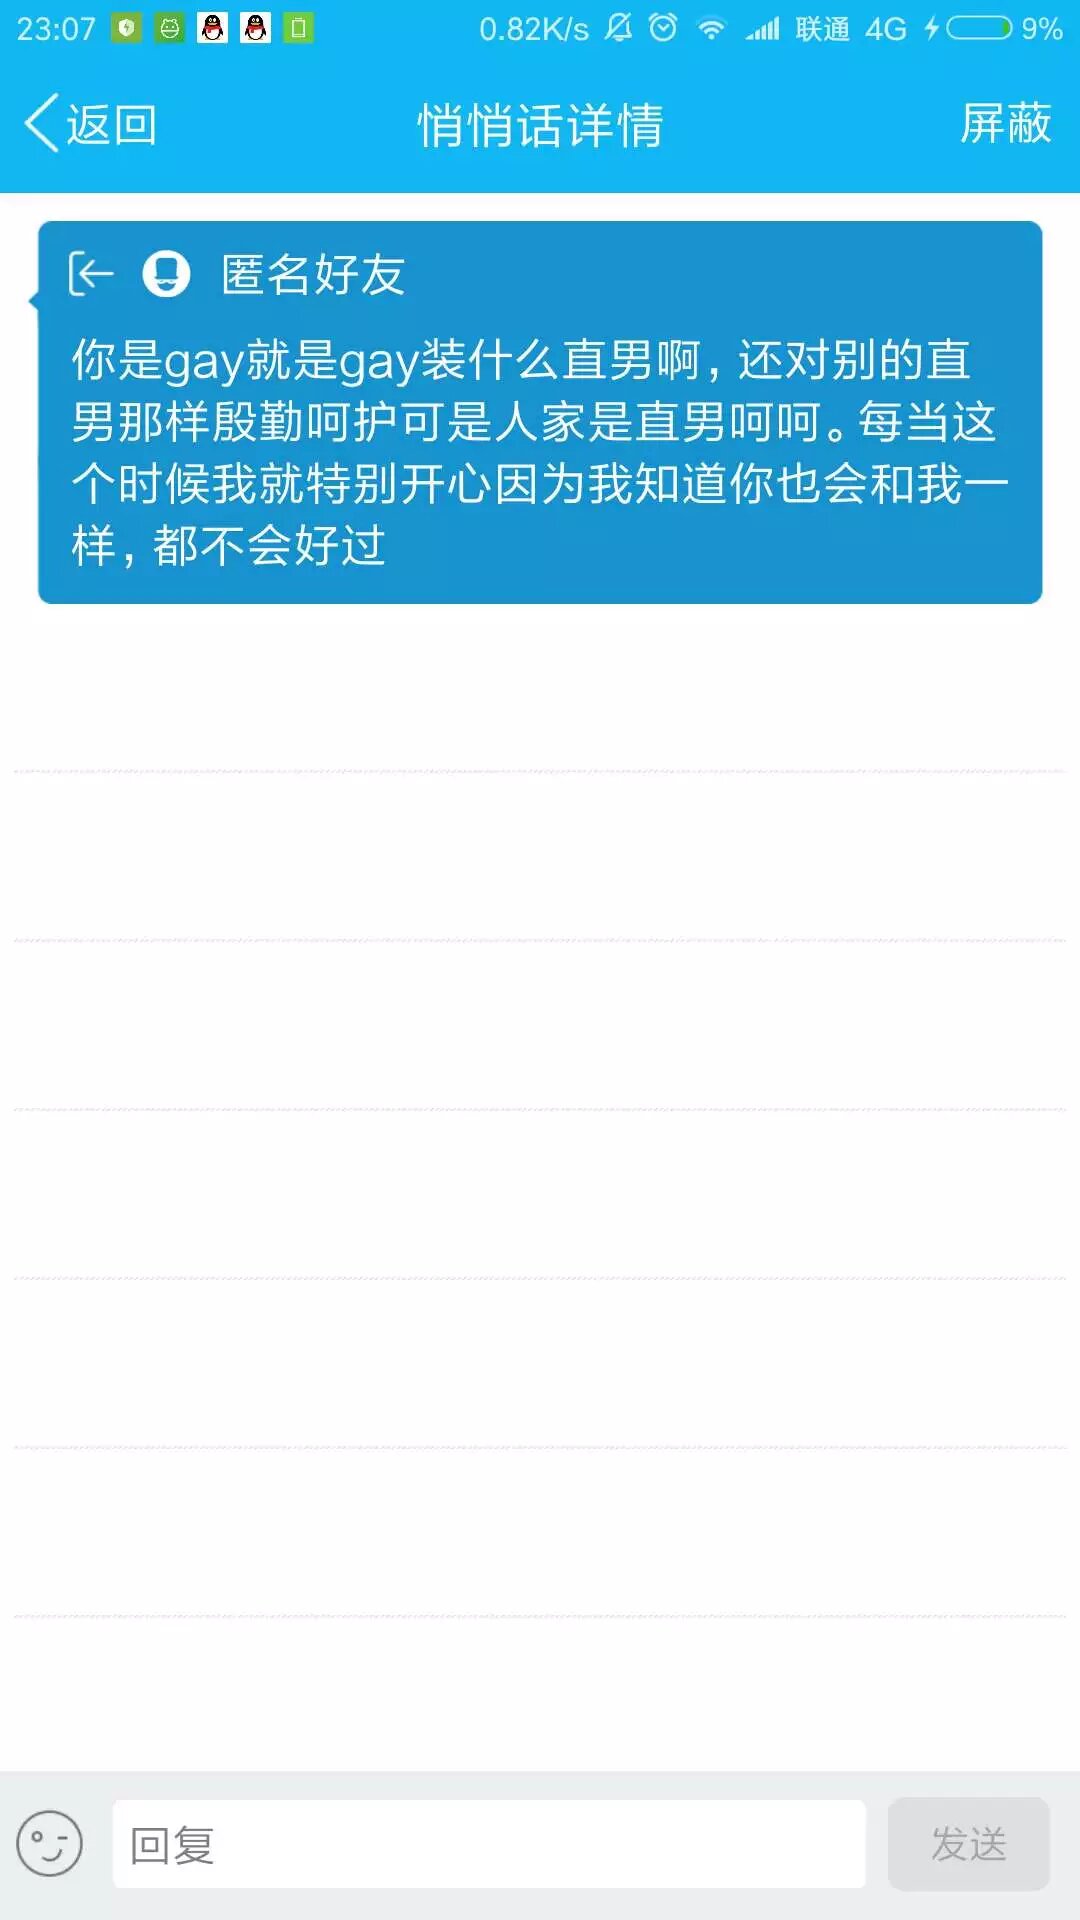 23:07 0.82K/s 联通 4G 9%
返回 悄悄话详情 屏蔽
匿名好友
你是gay就是gay装什么直男啊，还对别的直
男那样殷勤呵护可是人家是直男呵呵。每当这
个时候我就特别开心因为我知道你也会和我一
样，都不会好过
回复 发送